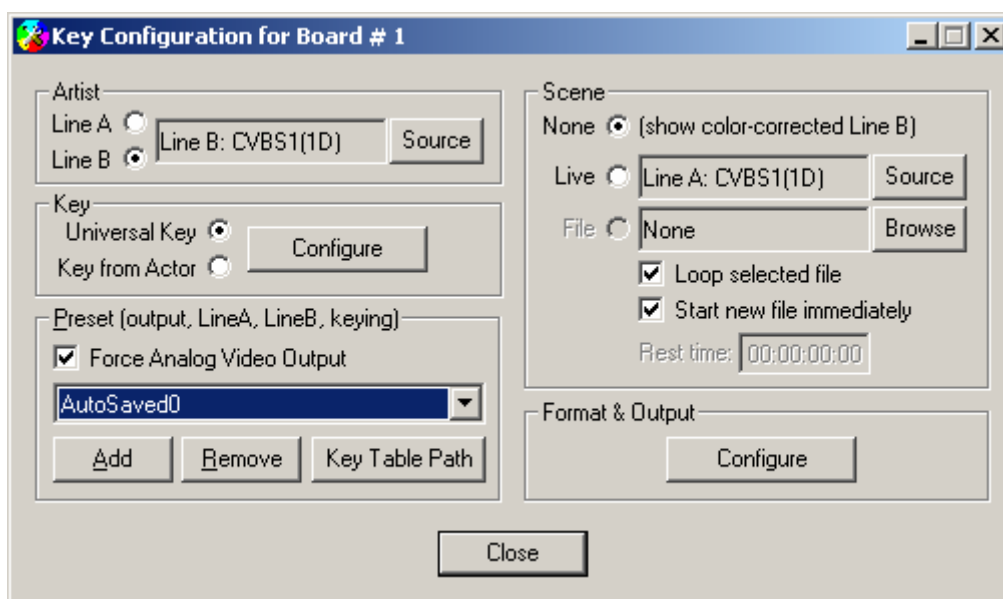 Key Configuration for Board # 1
Artist
Line A
Line B
Line B: CVBS1(1D)
Source
Key
Universal Key
Key from Actor
Configure
Preset (output, LineA, LineB, keying)
Force Analog Video Output
AutoSaved0
Add
Remove
Key Table Path
Scene
None
(show color-corrected Line B)
Live
Line A: CVBS1(1D)
Source
File
None
Browse
Loop selected file
Start new file immediately
Rest time:
00:00:00:00
Format & Output
Configure
Close